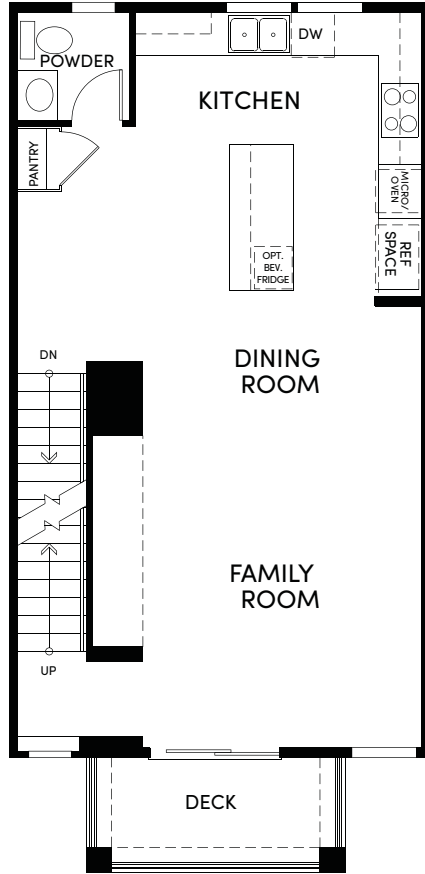 DW
POWDER
KITCHEN
PANTRY
MICRO/
OVEN
REF
SPACE
OPT.
BEV.
FRIDGE
DN
DINING
ROOM
FAMILY
ROOM
UP
DECK